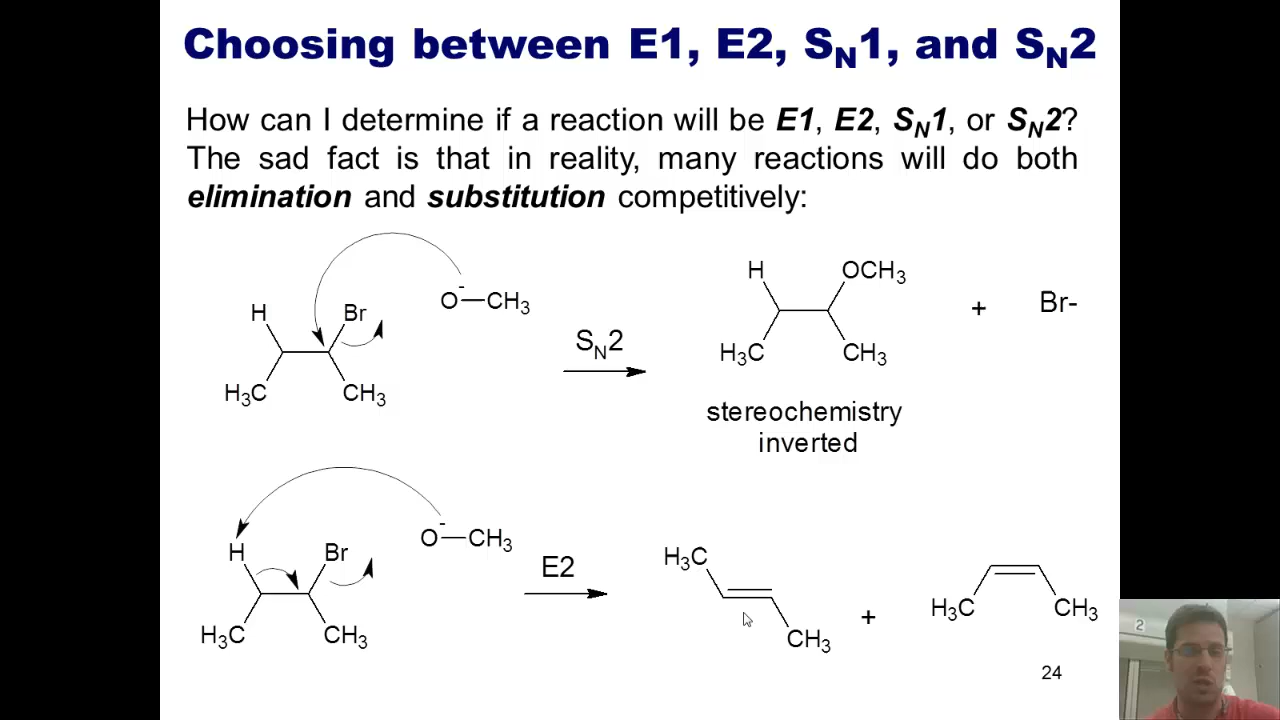 Choosing between E1, E2, SN1, and SN2
How can I determine if a reaction will be E1, E2, SN1, or SN2?
The sad fact is that in reality, many reactions will do both
elimination and substitution competitively:
H Br O - CH3
H3C CH3
SN2
H OCH3
H3C CH3
+ Br-
stereochemistry
inverted
H Br O - CH3
H3C CH3
E2
H3C
CH3
+
H3C CH3
2
24